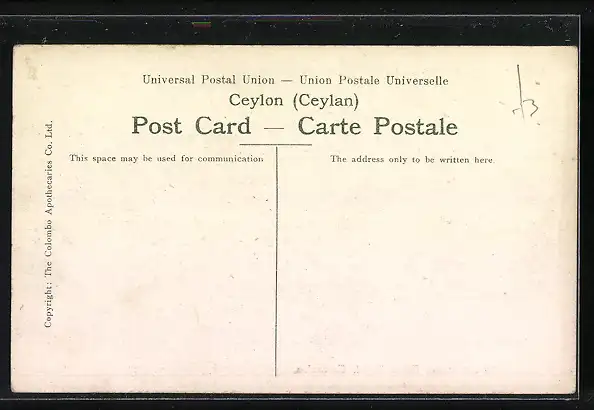 Universal Postal Union — Union Postale Universelle
Ceylon (Ceylan)
Post Card — Carte Postale
This space may be used for communication
The address only to be written here.
Copyright: The Colombo Apothecaries Co. Ltd.